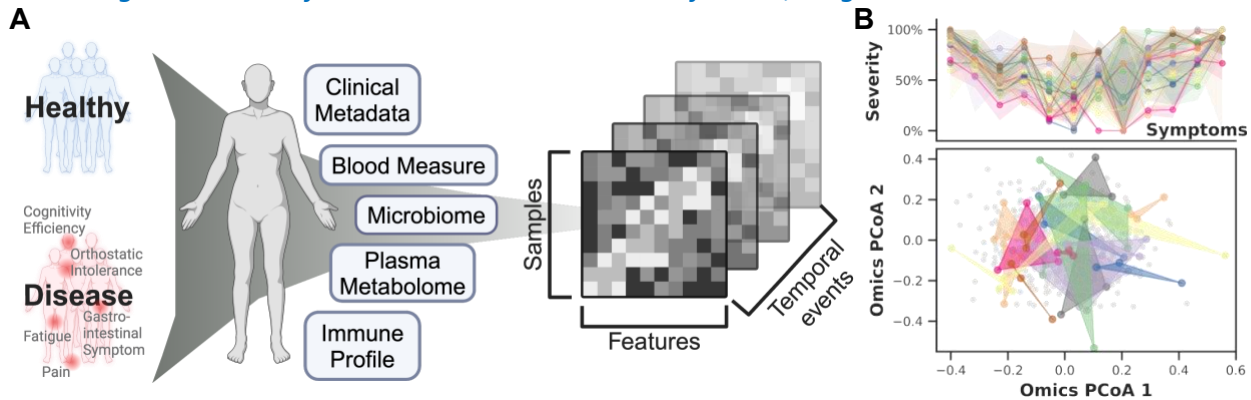 A
Healthy
Cognitivity
Efficiency
Orthostatic
Intolerance
Disease
Gastro-
intestinal
Symptom
Fatigue
Pain
Clinical
Metadata
Blood Measure
Microbiome
Plasma
Metabolome
Immune
Profile
Samples
Features
Temporal
events
B
Severity
100%
50%
0%
Symptoms
Omics PCoA 2
0.4
0.2
0.0
−0.2
−0.4
−0.4
−0.2
0.0
0.2
0.4
0.6
Omics PCoA 1